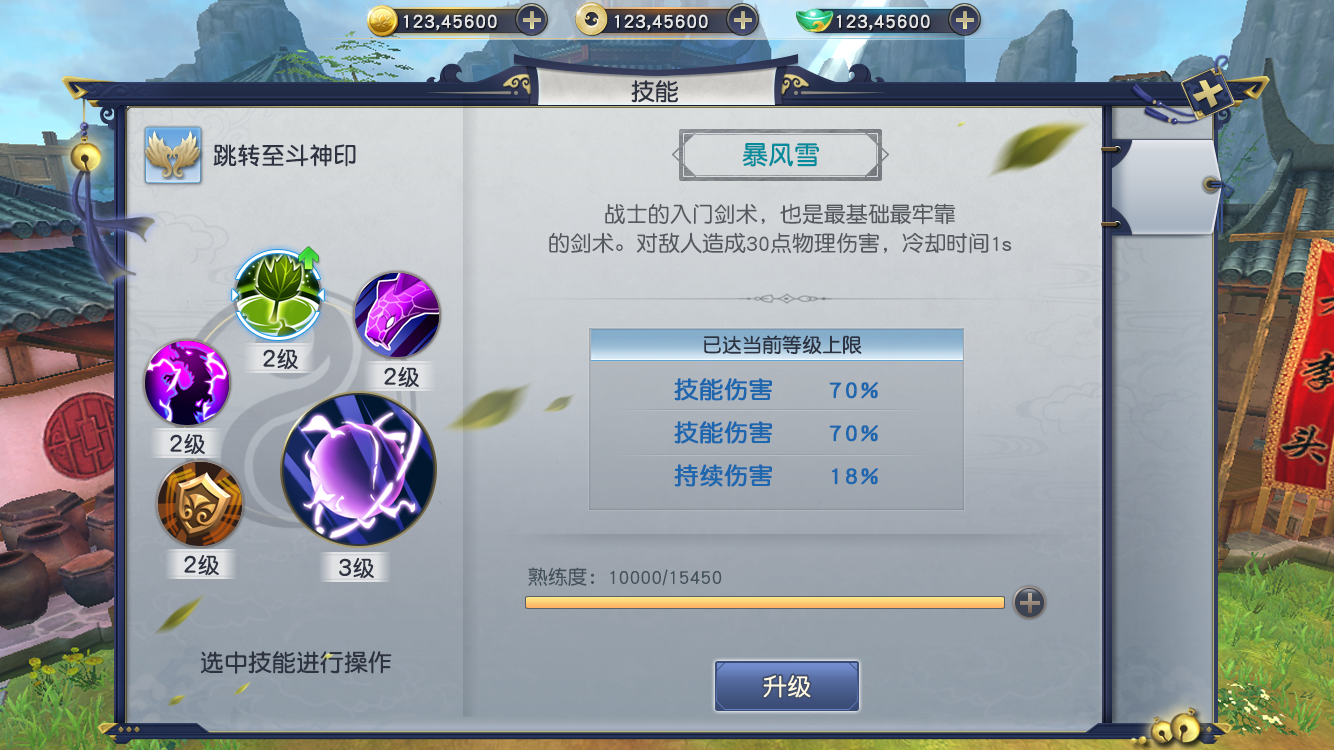 123,45600
123,45600
123,45600
技能
跳转至斗神印
暴风雪
战士的入门剑术，也是最基础最牢靠
的剑术。对敌人造成30点物理伤害，冷却时间1s
2级
2级
2级
2级
3级
已达当前等级上限
技能伤害 70%
技能伤害 70%
持续伤害 18%
熟练度：10000/15450
选中技能进行操作
升级
李
头